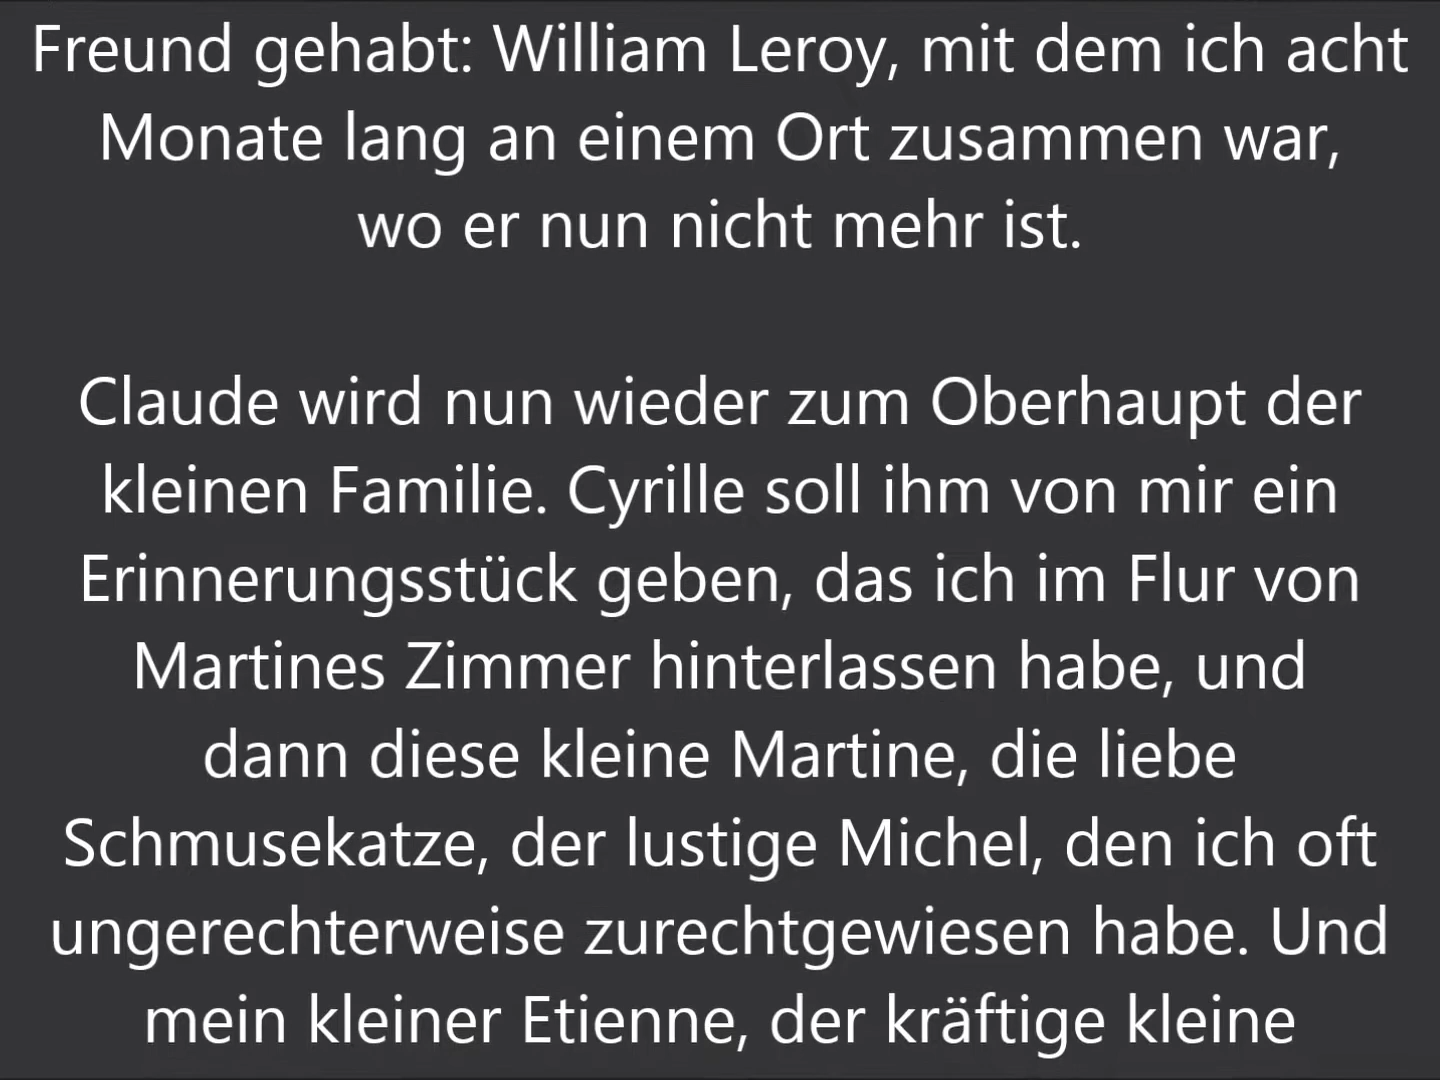 Freund gehabt: William Leroy, mit dem ich acht
Monate lang an einem Ort zusammen war,
wo er nun nicht mehr ist.
Claude wird nun wieder zum Oberhaupt der
kleinen Familie. Cyrille soll ihm von mir ein
Erinnerungsstück geben, das ich im Flur von
Martines Zimmer hinterlassen habe, und
dann diese kleine Martine, die liebe
Schmusekatze, der lustige Michel, den ich oft
ungerechterweise zurechtgewiesen habe. Und
mein kleiner Etienne, der kräftige kleine